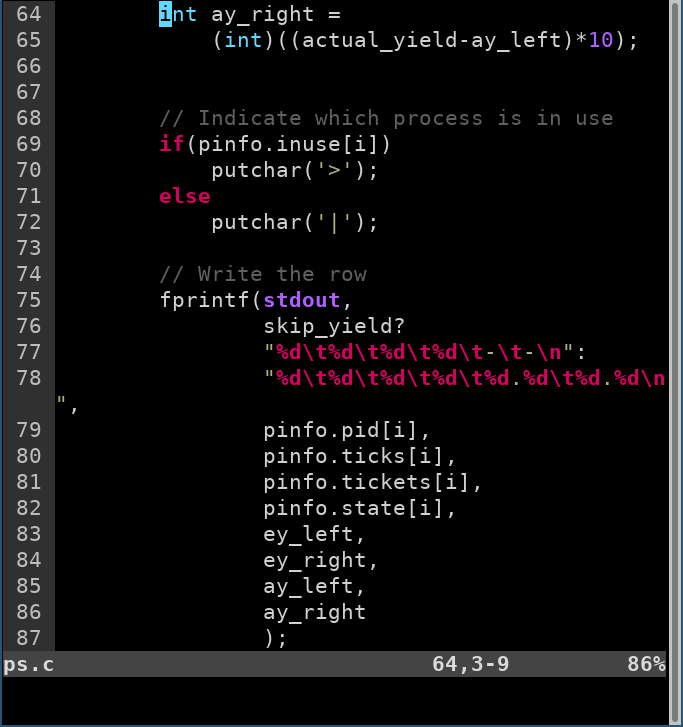 64         int ay_right =
65             (int)((actual_yield-ay_left)*10);
66
67
68         // Indicate which process is in use
69         if(pinfo.inuse[i])
70             putchar('>');
71         else
72             putchar('|');
73
74         // Write the row
75         fprintf(stdout,
76                 skip_yield?
77                 "%d\t%d\t%d\t%d\t-\t-\n":
78                 "%d\t%d\t%d\t%d\t%d.%d\t%d.%d\n
",
79                 pinfo.pid[i],
80                 pinfo.ticks[i],
81                 pinfo.tickets[i],
82                 pinfo.state[i],
83                 ey_left,
84                 ey_right,
85                 ay_left,
86                 ay_right
87                 );
ps.c                             64,3-9         86%